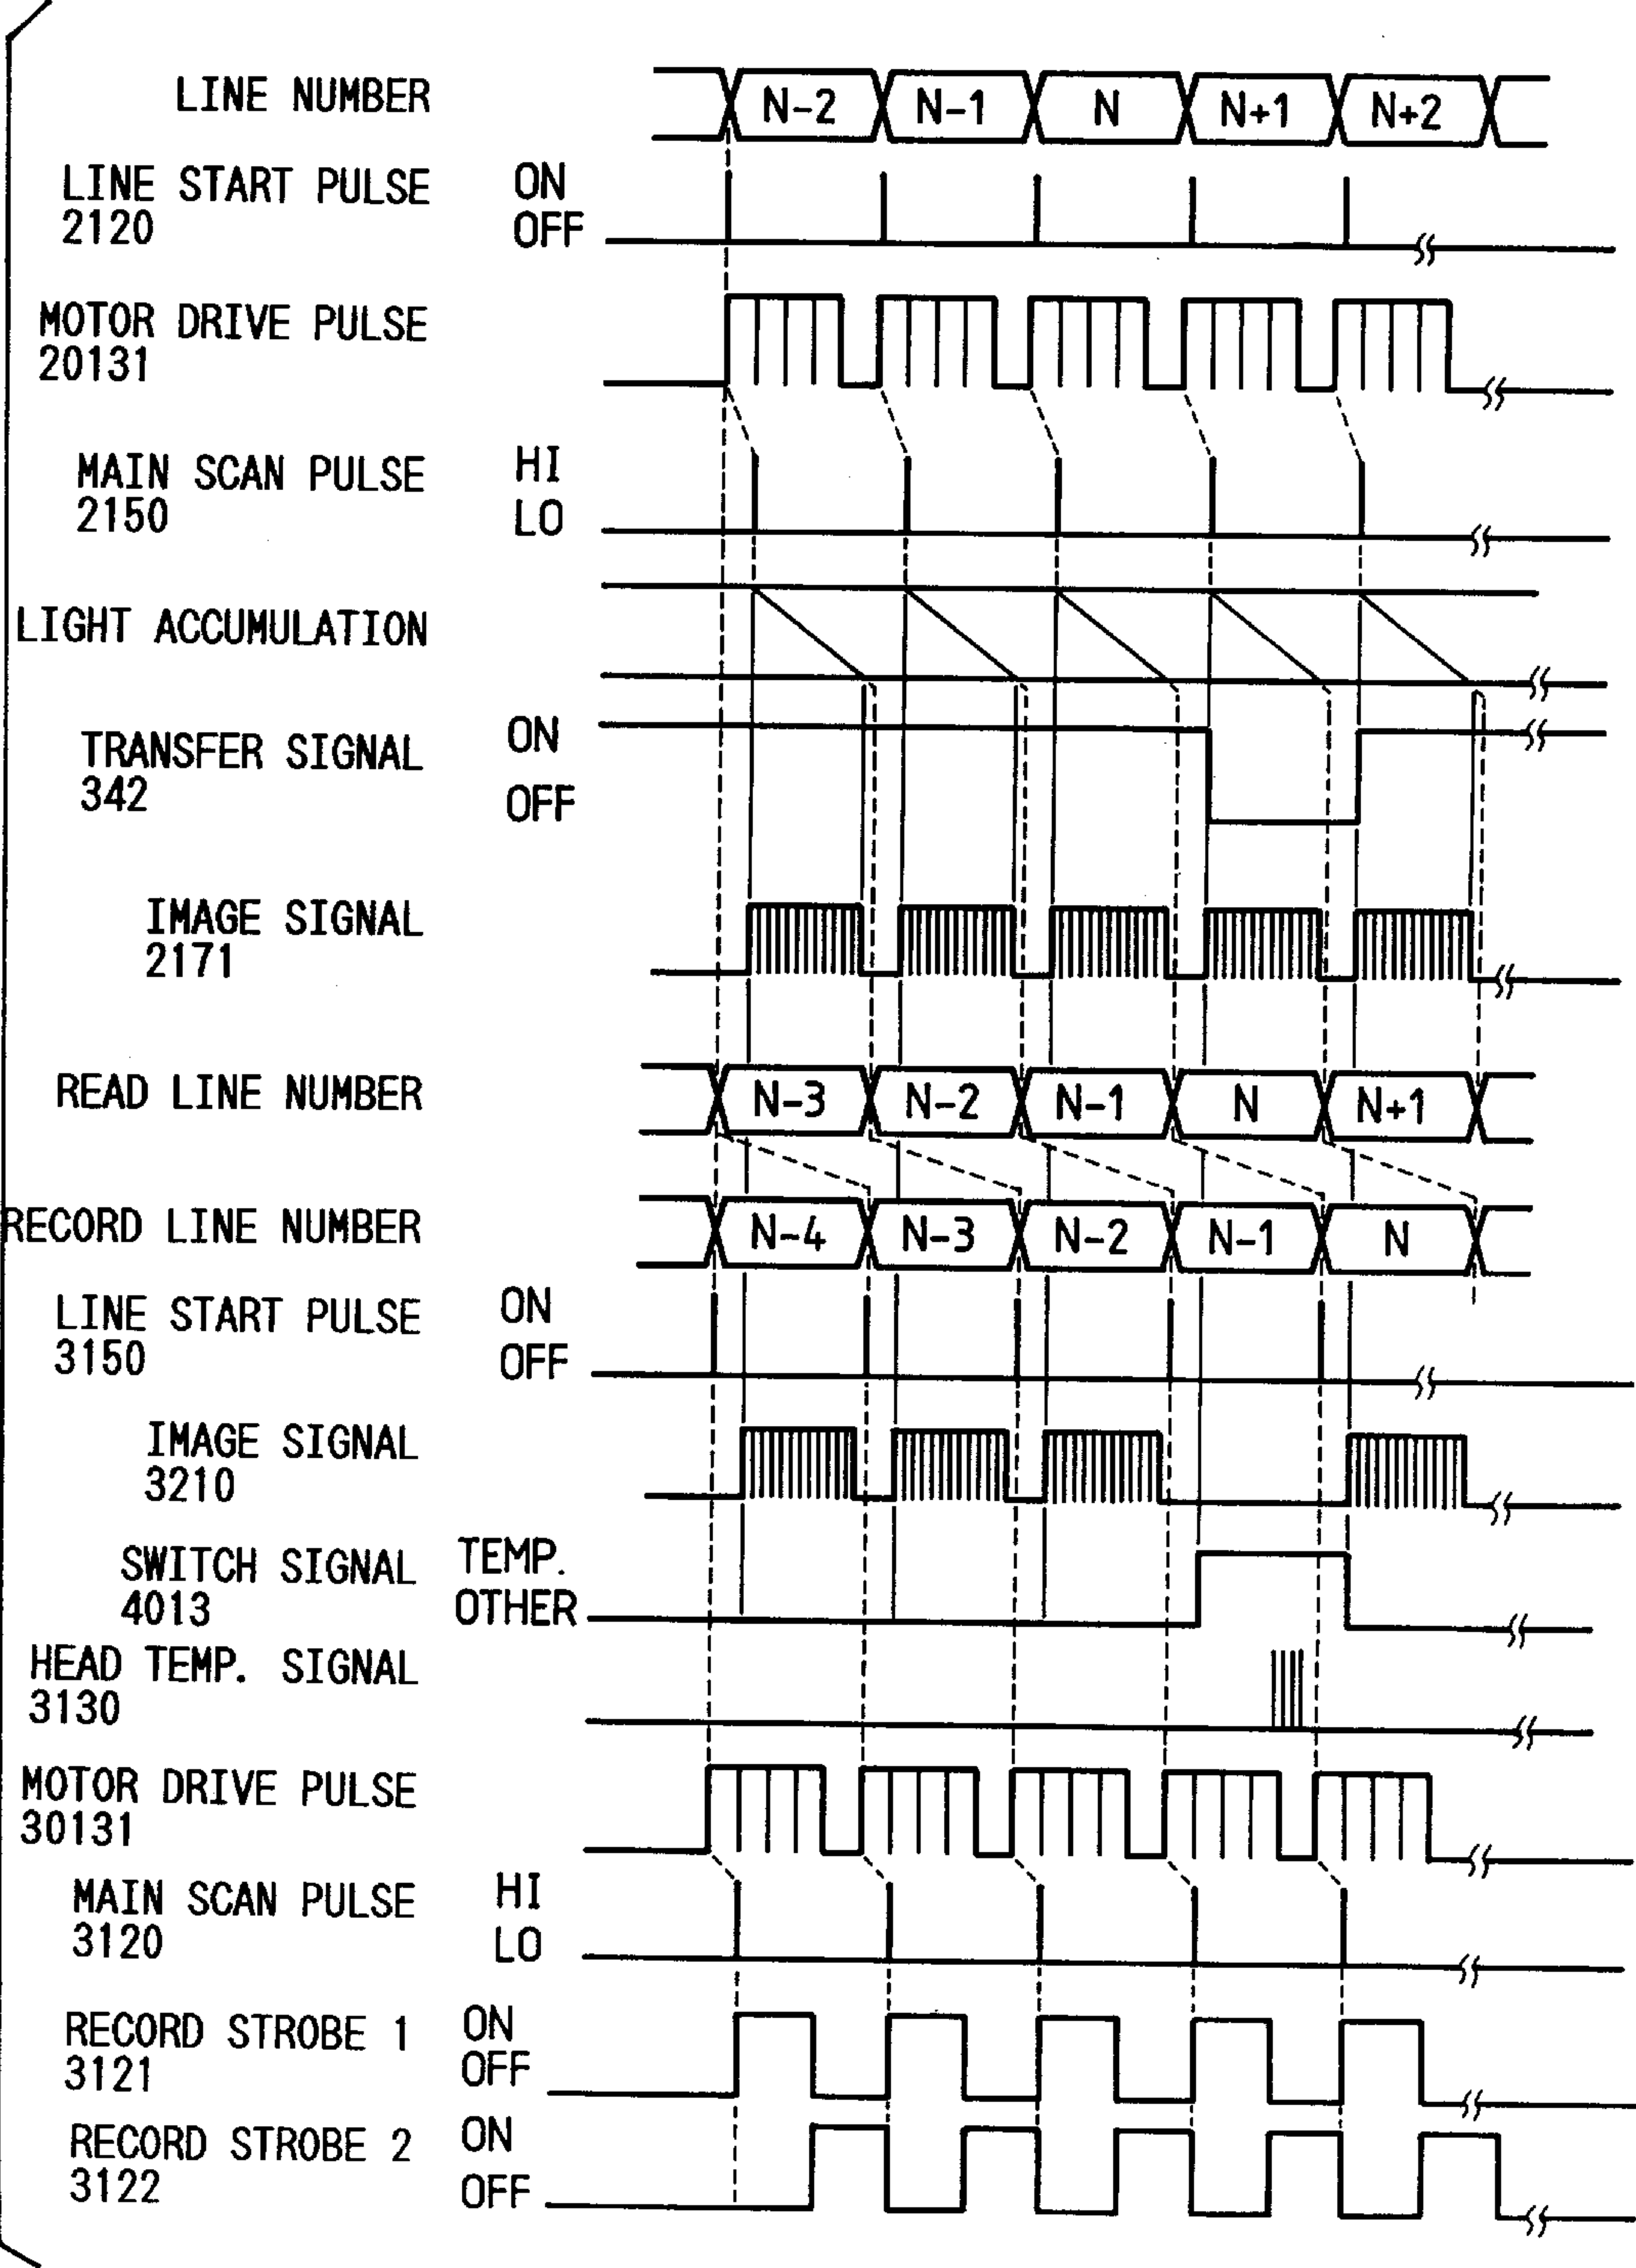 LINE NUMBER
N-2 N-1 N N+1 N+2
LINE START PULSE ON
2120 OFF
MOTOR DRIVE PULSE
20131
MAIN SCAN PULSE HI
2150 LO
LIGHT ACCUMULATION
TRANSFER SIGNAL ON
342 OFF
IMAGE SIGNAL
2171
READ LINE NUMBER
N-3 N-2 N-1 N N+1
RECORD LINE NUMBER
N-4 N-3 N-2 N-1 N
LINE START PULSE ON
3150 OFF
IMAGE SIGNAL
3210
SWITCH SIGNAL TEMP.
4013 OTHER
HEAD TEMP. SIGNAL
3130
MOTOR DRIVE PULSE
30131
MAIN SCAN PULSE HI
3120 LO
RECORD STROBE 1 ON
3121 OFF
RECORD STROBE 2 ON
3122 OFF